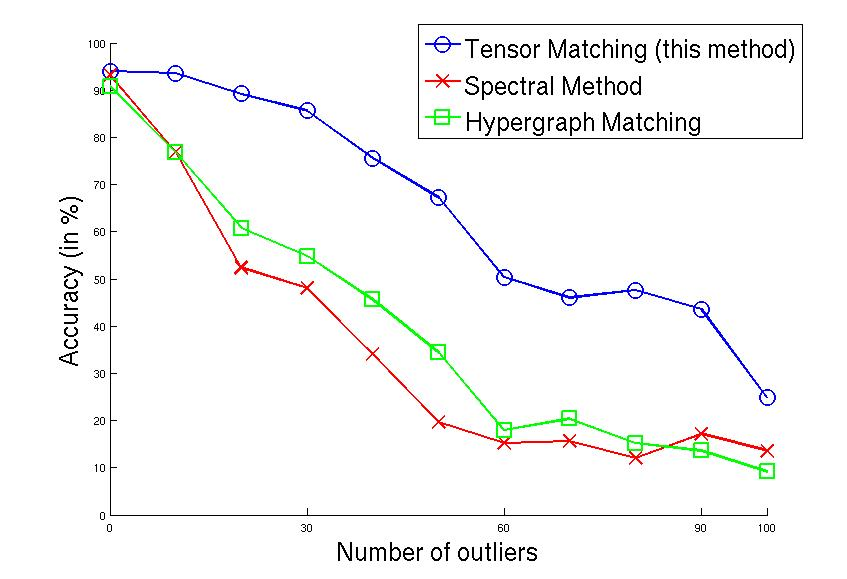 Tensor Matching (this method)
Spectral Method
Hypergraph Matching
100
90
80
70
60
50
40
30
20
10
0
Accuracy (in %)
0 30 60 90 100
Number of outliers